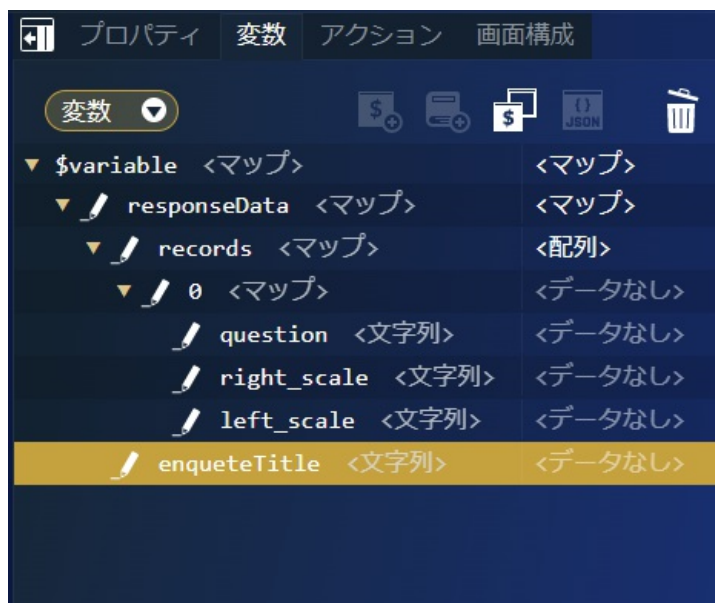 プロパティ 変数 アクション 画面構成
変数 $ $ {} JSON
$variable <マップ> <マップ>
responseData <マップ> <マップ>
records <マップ> <配列>
0 <マップ> <データなし>
question <文字列> <データなし>
right_scale <文字列> <データなし>
left_scale <文字列> <データなし>
enqueteTitle <文字列> <データなし>